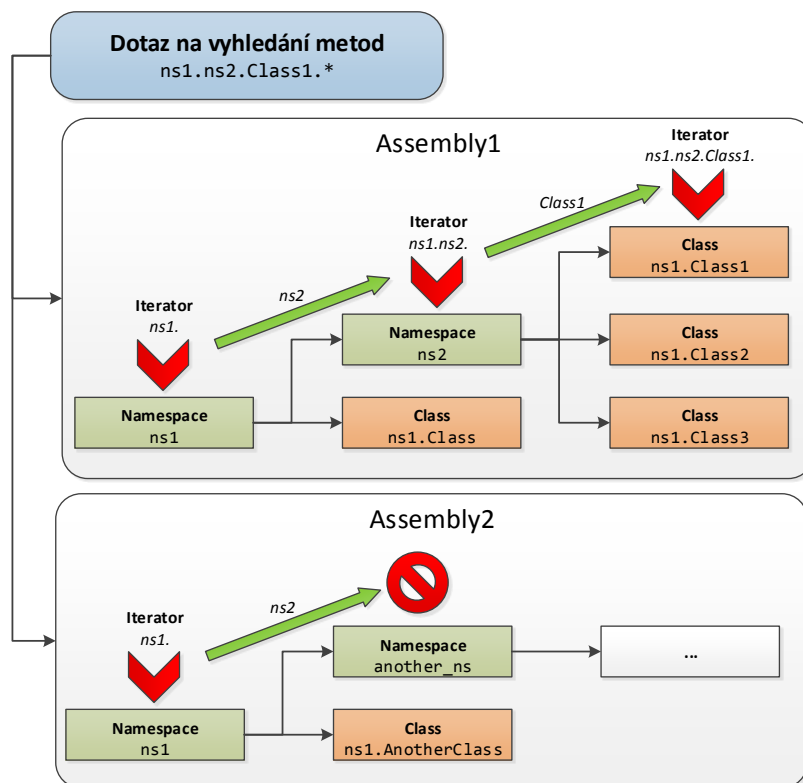 Dotaz na vyhledání metod
ns1.ns2.Class1.*
Assembly1
Iterator
ns1.ns2.Class1.
Class1
Iterator
ns1.ns2.
Class
ns1.Class1
ns2
Iterator
ns1.
Namespace
ns2
Class
ns1.Class2
Namespace
ns1
Class
ns1.Class
Class
ns1.Class3
Assembly2
ns2
Iterator
ns1.
Namespace
another_ns
...
Namespace
ns1
Class
ns1.AnotherClass